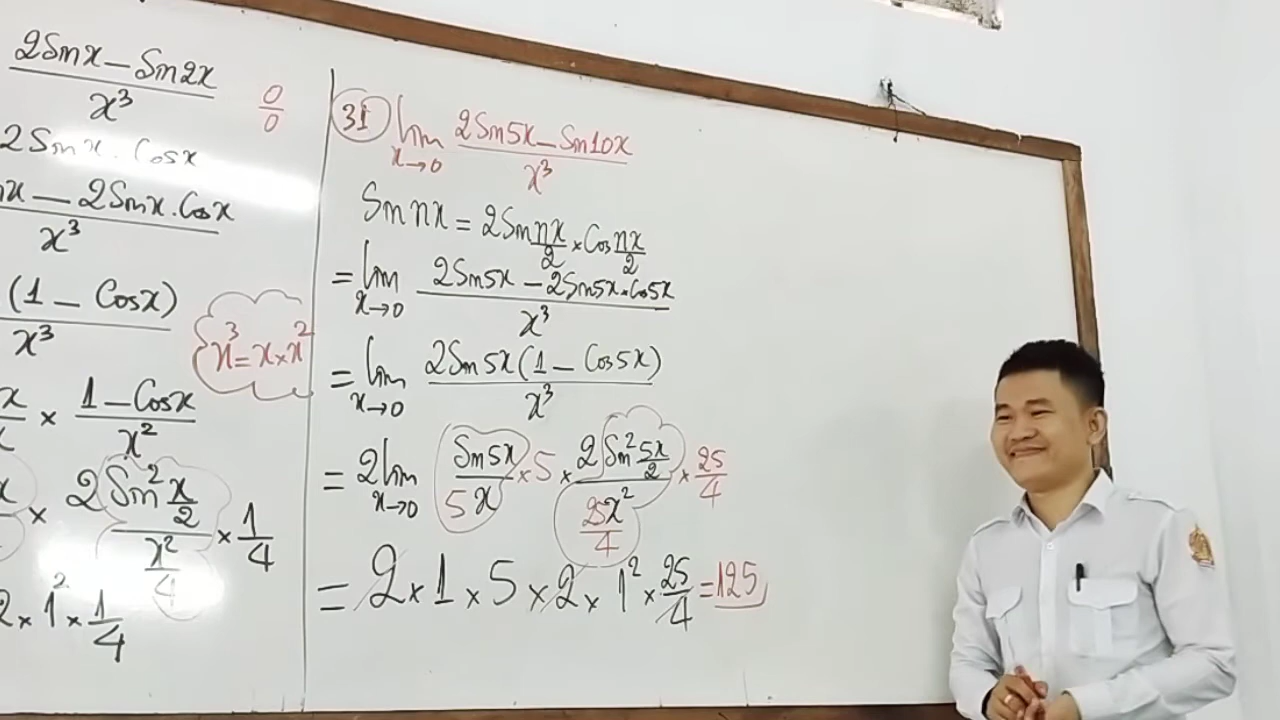 2Sinx - Sin2x / x³ 0/0
2Sinx . Cosx
x - 2Sinx.Cosx / x³
(1 - Cosx) / x³
x³ = x × x²
× 1 - Cosx / x²
× 2Sin² x/2 / x²/4 × 1/4
2 × 1² × 1/4
31 lim x→0 2Sin5x - Sin10x / x³
Sin nx = 2Sin nx/2 × Cos nx/2
= lim x→0 2Sin5x - 2Sin5x.Cos5x / x³
= lim x→0 2Sin5x(1 - Cos5x) / x³
= 2lim x→0 Sin5x / 5x × 5 × 2Sin² 5x/2 / 25x²/4 × 25/4
= 2 × 1 × 5 × 2 × 1² × 25/4 = 125